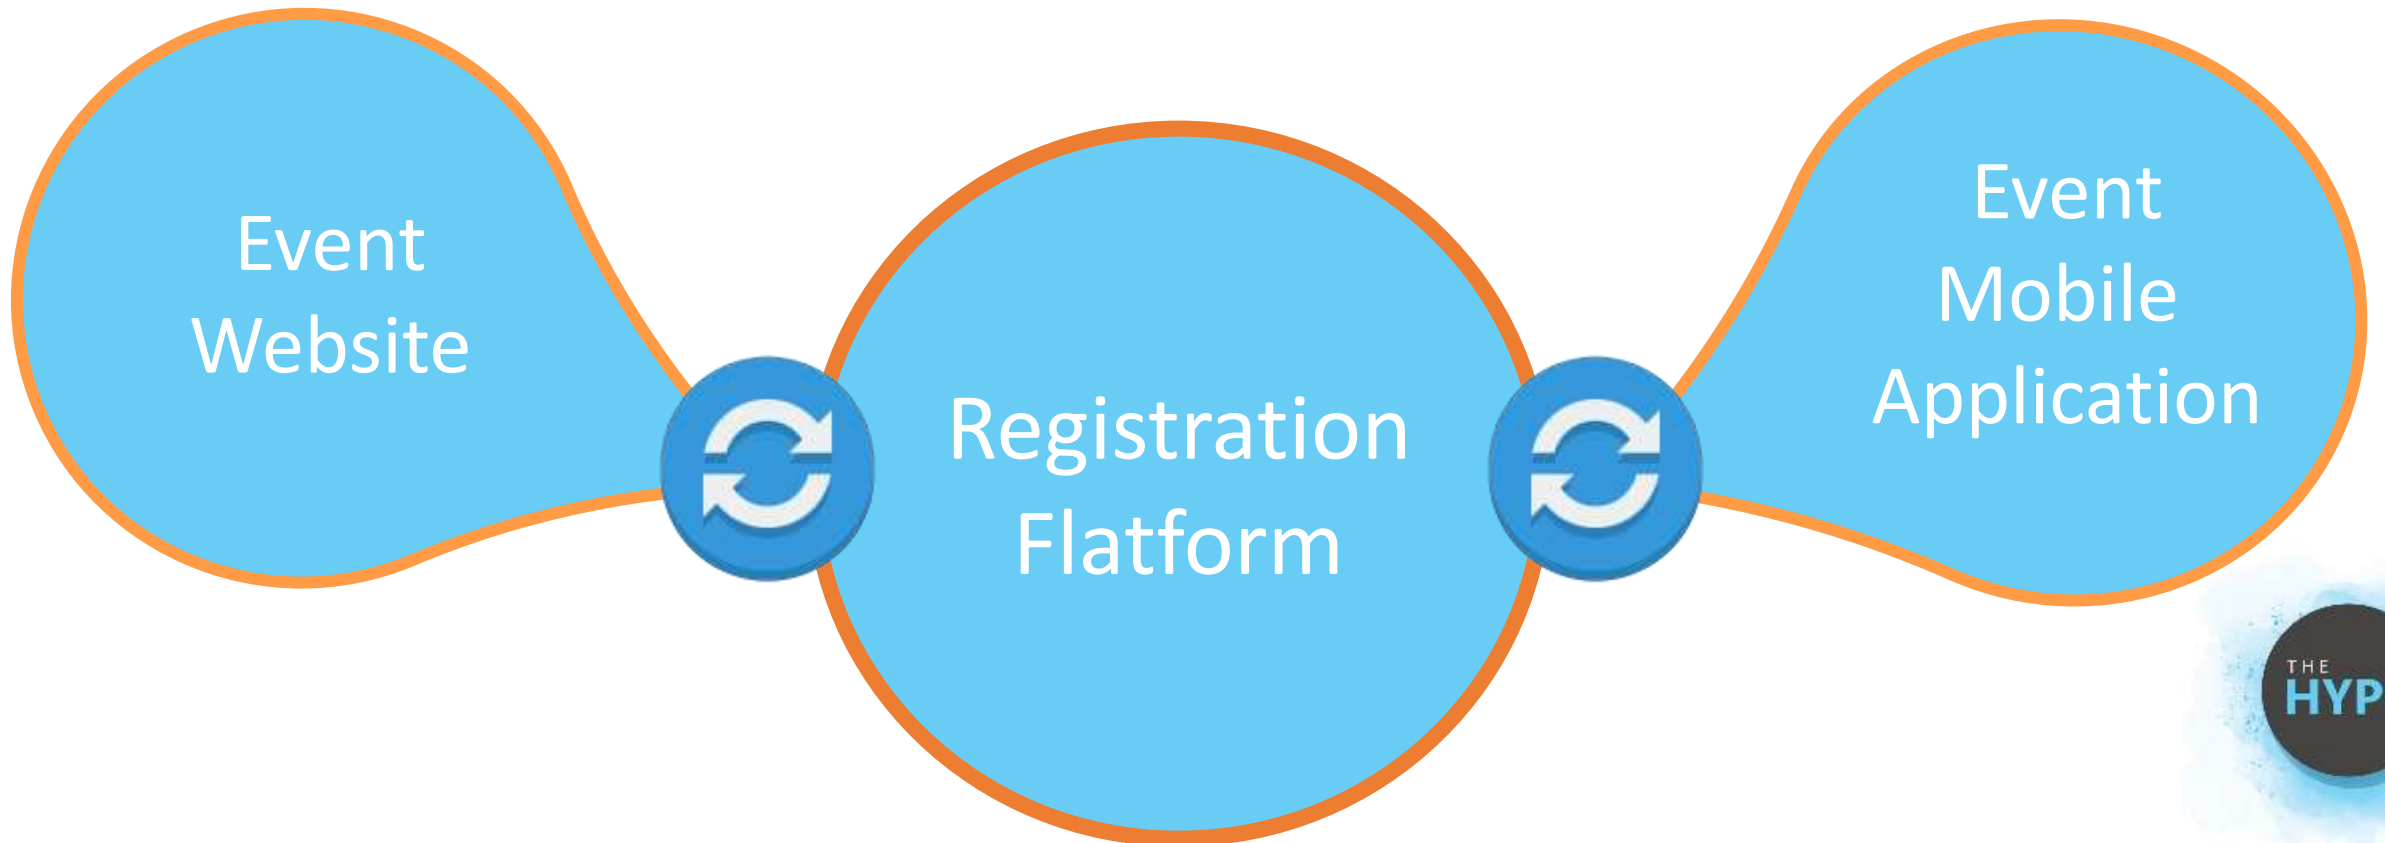 Event
Website
Registration
Flatform
Event
Mobile
Application
THE
HYP